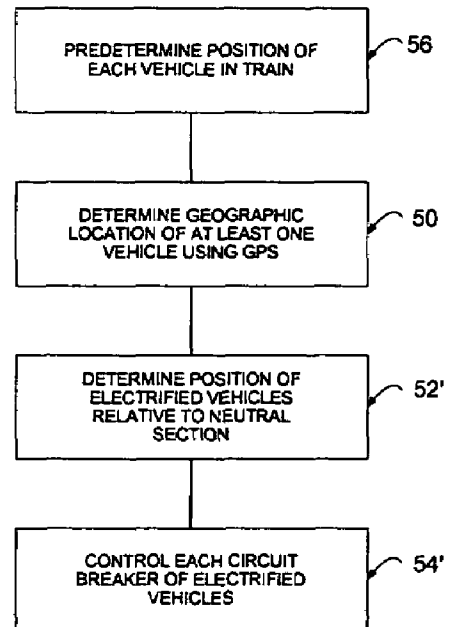 PREDETERMINE POSITION OF
EACH VEHICLE IN TRAIN
56
DETERMINE GEOGRAPHIC
LOCATION OF AT LEAST ONE
VEHICLE USING GPS
50
DETERMINE POSITION OF
ELECTRIFIED VEHICLES
RELATIVE TO NEUTRAL
SECTION
52'
CONTROL EACH CIRCUIT
BREAKER OF ELECTRIFIED
VEHICLES
54'